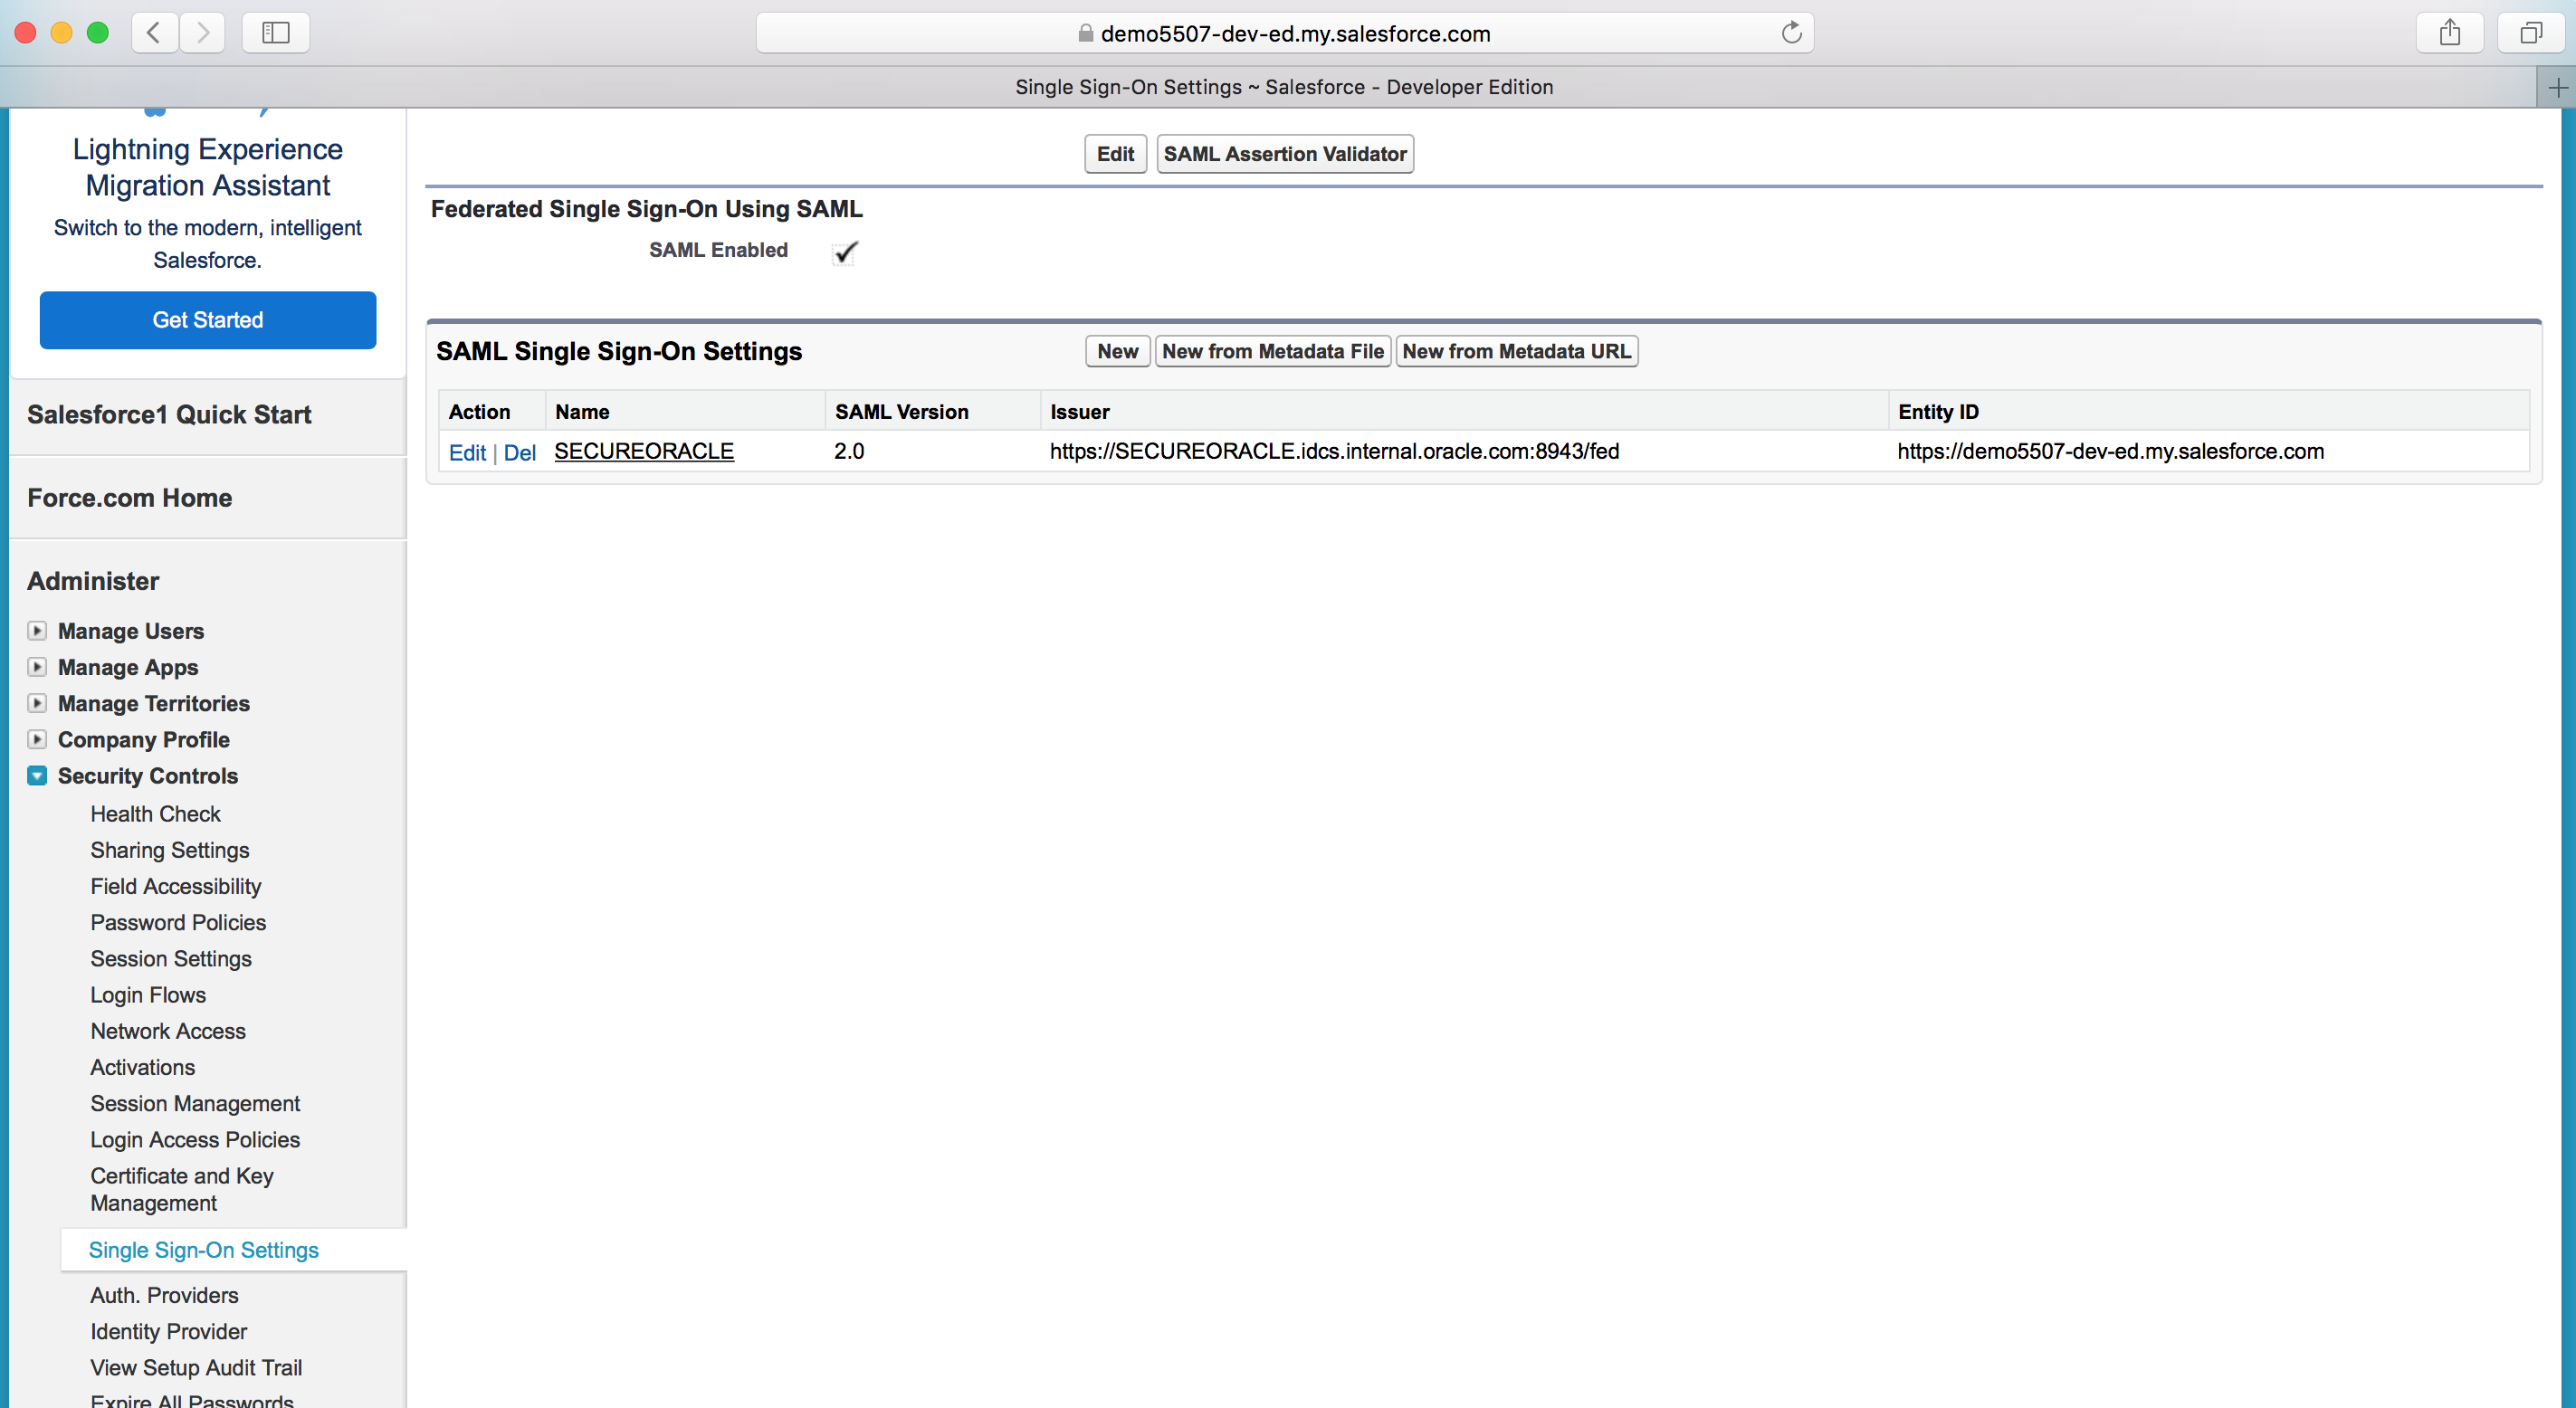 demo5507-dev-ed.my.salesforce.com
Single Sign-On Settings ~ Salesforce - Developer Edition
Lightning Experience
Migration Assistant
Switch to the modern, intelligent
Salesforce.
Get Started
Salesforce1 Quick Start
Force.com Home
Administer
Manage Users
Manage Apps
Manage Territories
Company Profile
Security Controls
Health Check
Sharing Settings
Field Accessibility
Password Policies
Session Settings
Login Flows
Network Access
Activations
Session Management
Login Access Policies
Certificate and Key
Management
Single Sign-On Settings
Auth. Providers
Identity Provider
View Setup Audit Trail
Expire All Passwords
Edit SAML Assertion Validator
Federated Single Sign-On Using SAML
SAML Enabled
SAML Single Sign-On Settings New New from Metadata File New from Metadata URL
Action Name SAML Version Issuer Entity ID
Edit | Del SECUREORACLE 2.0 https://SECUREORACLE.idcs.internal.oracle.com:8943/fed https://demo5507-dev-ed.my.salesforce.com